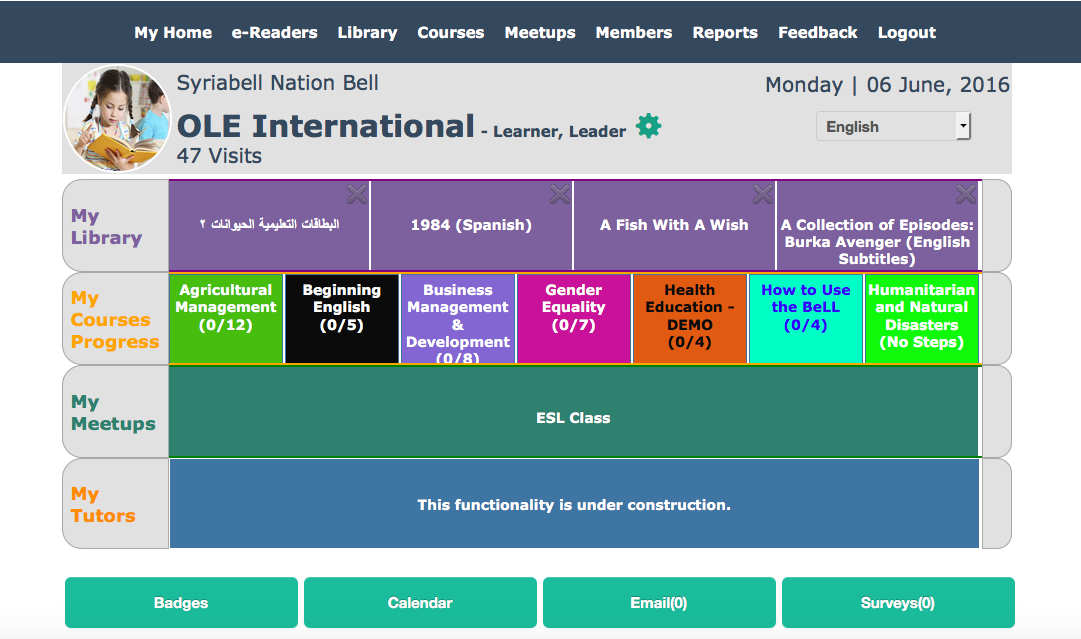 My Home e-Readers Library Courses Meetups Members Reports Feedback Logout
Syriabell Nation Bell
Monday | 06 June, 2016
OLE International - Learner, Leader
English
47 Visits
My
Library
البطاقات التعليمية الحيوانات ٢
1984 (Spanish)
A Fish With A Wish
A Collection of Episodes:
Burka Avenger (English
Subtitles)
My
Courses
Progress
Agricultural
Management
(0/12)
Beginning
English
(0/5)
Business
Management
&
Development
(0/8)
Gender
Equality
(0/7)
Health
Education -
DEMO
(0/4)
How to Use
the BeLL
(0/4)
Humanitarian
and Natural
Disasters
(No Steps)
My
Meetups
ESL Class
My
Tutors
This functionality is under construction.
Badges
Calendar
Email(0)
Surveys(0)